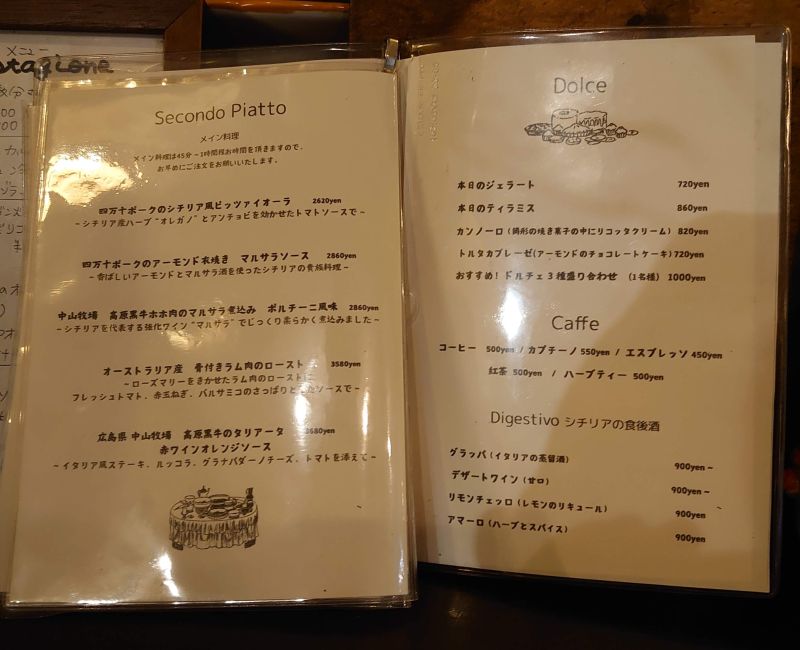 メニュー
stagione
Secondo Piatto
メイン料理
メイン料理は45分～1時間程お時間を頂きますので、
お早めにご注文をお願いいたします。
四万十ポークのシチリア風ピッツァイオーラ 2620yen
～シチリア産ハーブ“オレガノ”とアンチョビを効かせたトマトソースで～
四万十ポークのアーモンド衣焼き マルサラソース 2860yen
～香ばしいアーモンドとマルサラ酒を使ったシチリアの貴族料理～
中山牧場 高原黒牛ホホ肉のマルサラ煮込み ポルチーニ風味 2860yen
～シチリアを代表する強化ワイン“マルサラ”でじっくり柔らかく煮込みました～
オーストラリア産 骨付きラム肉のロースト 3580yen
～ローズマリーをきかせたラム肉のローストに
フレッシュトマト、赤玉ねぎ、バルサミコのさっぱりとしたソースで～
広島県 中山牧場 高原黒牛のタリアータ 3680yen
赤ワインオレンジソース
～イタリア風ステーキ、ルッコラ、グラナパダーノチーズ、トマトを添えて～
Dolce
本日のジェラート 720yen
本日のティラミス 860yen
カンノーロ（筒形の焼き菓子の中にリコッタクリーム） 820yen
トルタカプレーゼ(アーモンドのチョコレートケーキ) 720yen
おすすめ！ドルチェ３種盛り合わせ （1名様） 1000yen
Caffe
コーヒー 500yen / カプチーノ 550yen / エスプレッソ 450yen
紅茶 500yen / ハーブティー 500yen
Digestivo シチリアの食後酒
グラッパ（イタリアの蒸留酒） 900yen～
デザートワイン（甘口） 900yen～
リモンチェッロ（レモンのリキュール） 900yen
アマーロ（ハーブとスパイス） 900yen